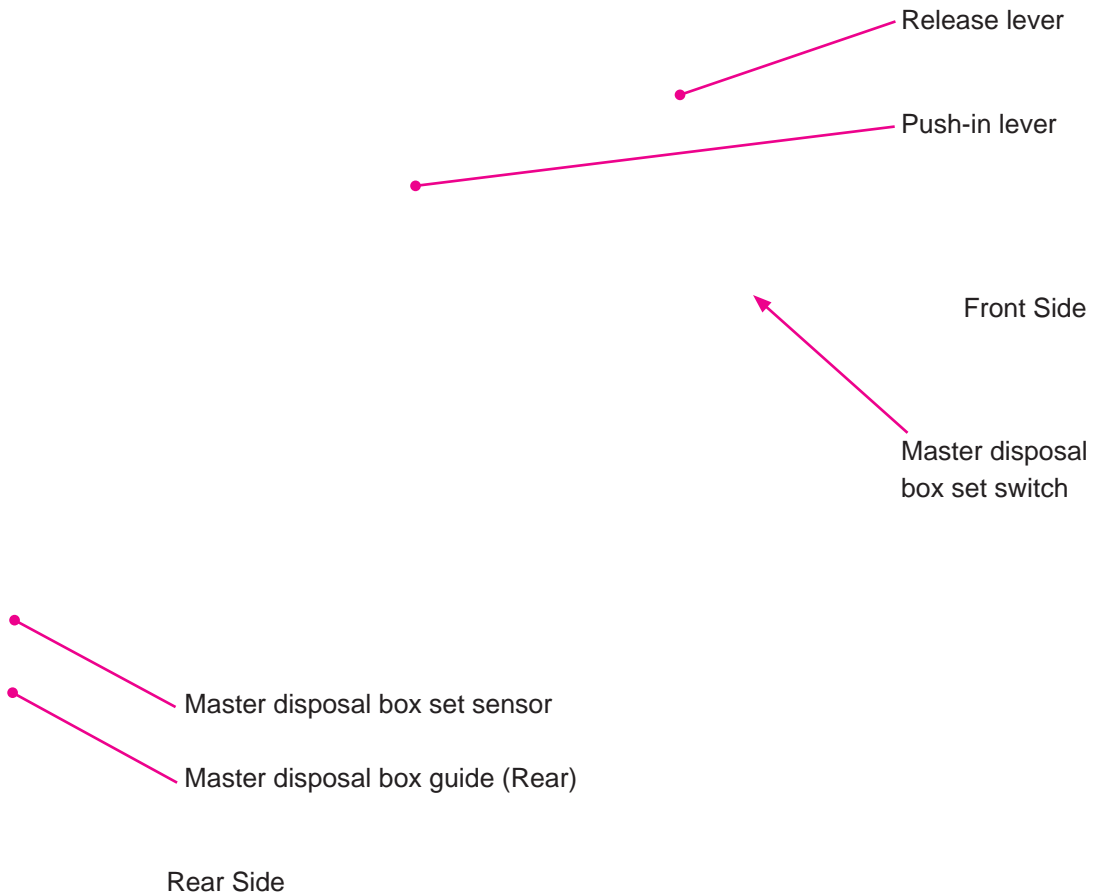 Release lever
Push-in lever
Front Side
Master disposal
box set switch
Master disposal box set sensor
Master disposal box guide (Rear)
Rear Side